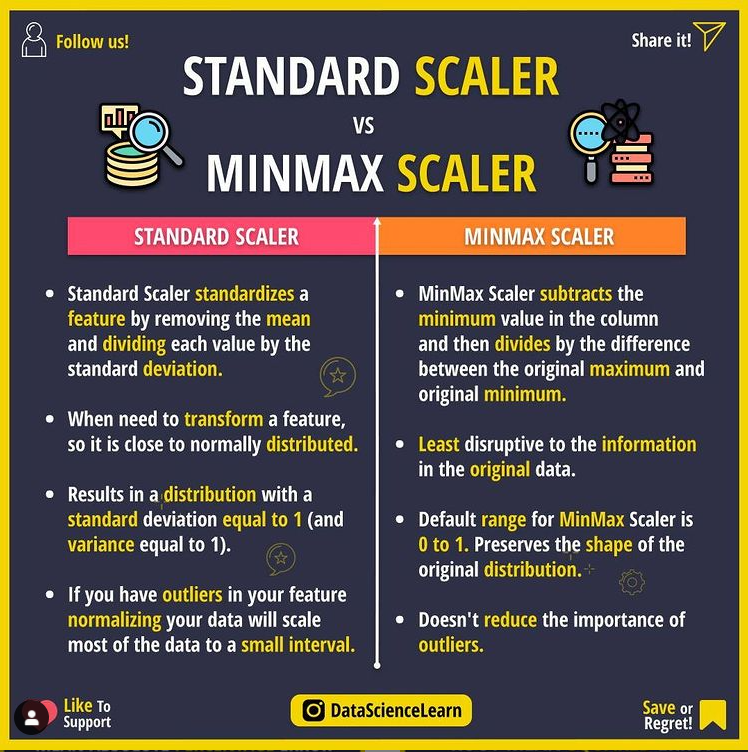 Follow us!
Share it!
STANDARD SCALER
VS
MINMAX SCALER
STANDARD SCALER
• Standard Scaler standardizes a
feature by removing the mean
and dividing each value by the
standard deviation.
• When need to transform a feature,
so it is close to normally distributed.
• Results in a distribution with a
standard deviation equal to 1 (and
variance equal to 1).
• If you have outliers in your feature
normalizing your data will scale
most of the data to a small interval.
MINMAX SCALER
• MinMax Scaler subtracts the
minimum value in the column
and then divides by the difference
between the original maximum and
original minimum.
• Least disruptive to the information
in the original data.
• Default range for MinMax Scaler is
0 to 1. Preserves the shape of the
original distribution.
• Doesn't reduce the importance of
outliers.
Like To
Support
DataScienceLearn
Save or
Regret!